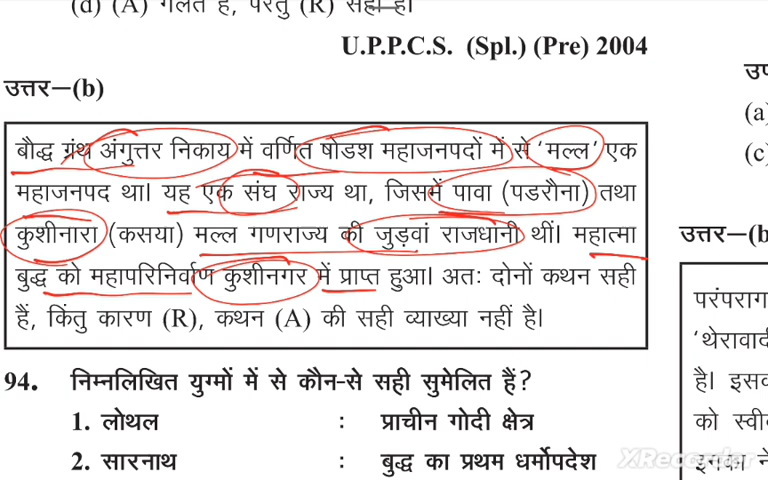 (d) (A) गलत है, परंतु (R) सही है।
U.P.P.C.S. (Spl.) (Pre) 2004
उत्तर–(b)
बौद्ध ग्रंथ अंगुत्तर निकाय में वर्णित षोडश महाजनपदों में से ‘मल्ल’ एक
महाजनपद था। यह एक संघ राज्य था, जिसमें पावा (पडरौना) तथा
कुशीनारा (कसया) मल्ल गणराज्य की जुड़वां राजधानी थीं। महात्मा
बुद्ध को महापरिनिर्वाण कुशीनगर में प्राप्त हुआ। अतः दोनों कथन सही
हैं, किंतु कारण (R), कथन (A) की सही व्याख्या नहीं है।
94. निम्नलिखित युग्मों में से कौन-से सही सुमेलित हैं?
1. लोथल : प्राचीन गोदी क्षेत्र
2. सारनाथ : बुद्ध का प्रथम धर्मोपदेश
(a)
(c)
उत्तर–(b
परंपराग
‘थेरावाद
है। इसक
को स्वी
इनका ने
XRecorder